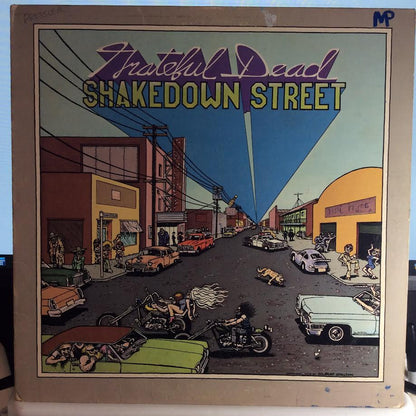 MP
Grateful Dead
SHAKEDOWN STREET